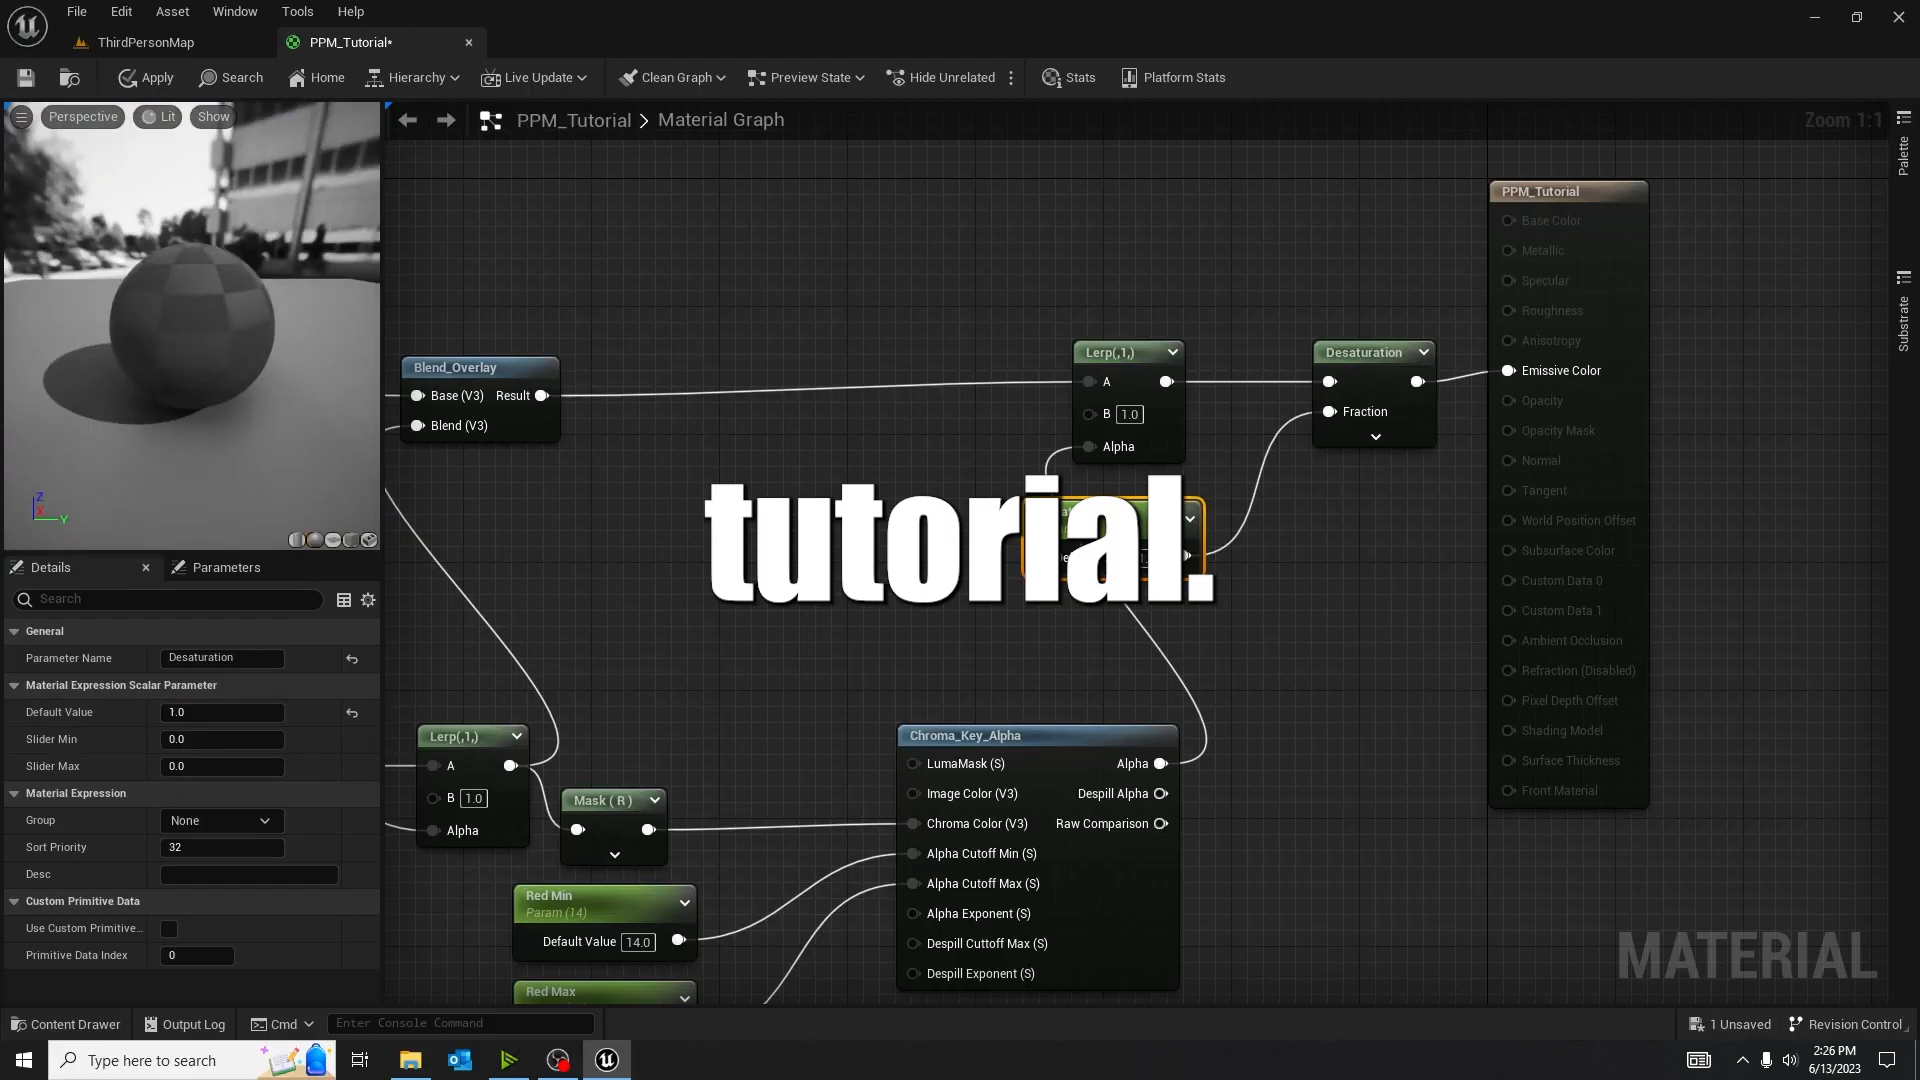 File Edit Asset Window Tools Help
ThirdPersonMap
PPM_Tutorial*
Apply Search Home Hierarchy Live Update Clean Graph Preview State Hide Unrelated Stats Platform Stats
Perspective Lit Show
PPM_Tutorial > Material Graph
Zoom 1:1
Palette
Substrate
Z
X
Y
Blend_Overlay
Base (V3) Result
Blend (V3)
Lerp(,1,)
A
B 1.0
Alpha
Desaturation
Fraction
PPM_Tutorial
Base Color
Metallic
Specular
Roughness
Anisotropy
Emissive Color
Opacity
Opacity Mask
Normal
Tangent
World Position Offset
Subsurface Color
Custom Data 0
Custom Data 1
Ambient Occlusion
Refraction (Disabled)
Pixel Depth Offset
Shading Model
Surface Thickness
Front Material
tutorial.
Details
Parameters
Search
General
Parameter Name Desaturation
Material Expression Scalar Parameter
Default Value 1.0
Slider Min 0.0
Slider Max 0.0
Material Expression
Group None
Sort Priority 32
Desc
Custom Primitive Data
Use Custom Primitive...
Primitive Data Index 0
Lerp(,1,)
A
B 1.0
Alpha
Mask ( R )
Red Min
Param (14)
Default Value 14.0
Red Max
Chroma_Key_Alpha
LumaMask (S) Alpha
Image Color (V3) Despill Alpha
Chroma Color (V3) Raw Comparison
Alpha Cutoff Min (S)
Alpha Cutoff Max (S)
Alpha Exponent (S)
Despill Cuttoff Max (S)
Despill Exponent (S)
MATERIAL
Content Drawer Output Log Cmd Enter Console Command
1 Unsaved Revision Control
Type here to search
2:26 PM
6/13/2023